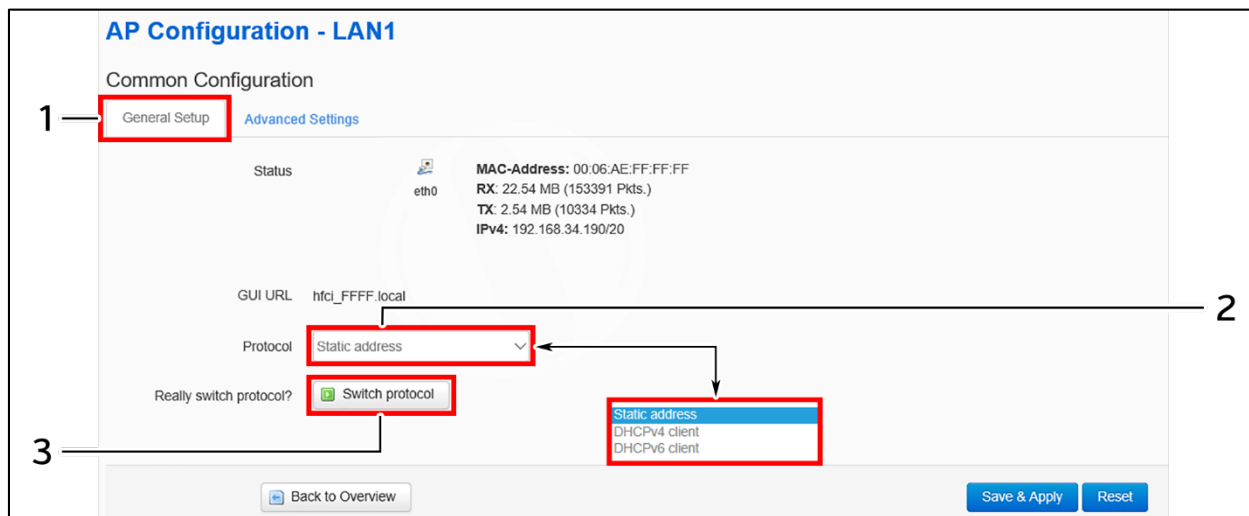 AP Configuration - LAN1
Common Configuration
1
General Setup
Advanced Settings
Status
eth0
MAC-Address: 00:06:AE:FF:FF:FF
RX: 22.54 MB (153391 Pkts.)
TX: 2.54 MB (10334 Pkts.)
IPv4: 192.168.34.190/20
GUI URL
hfci_FFFF.local
2
Protocol
Static address
Really switch protocol?
Switch protocol
3
Static address
DHCPv4 client
DHCPv6 client
Back to Overview
Save & Apply
Reset